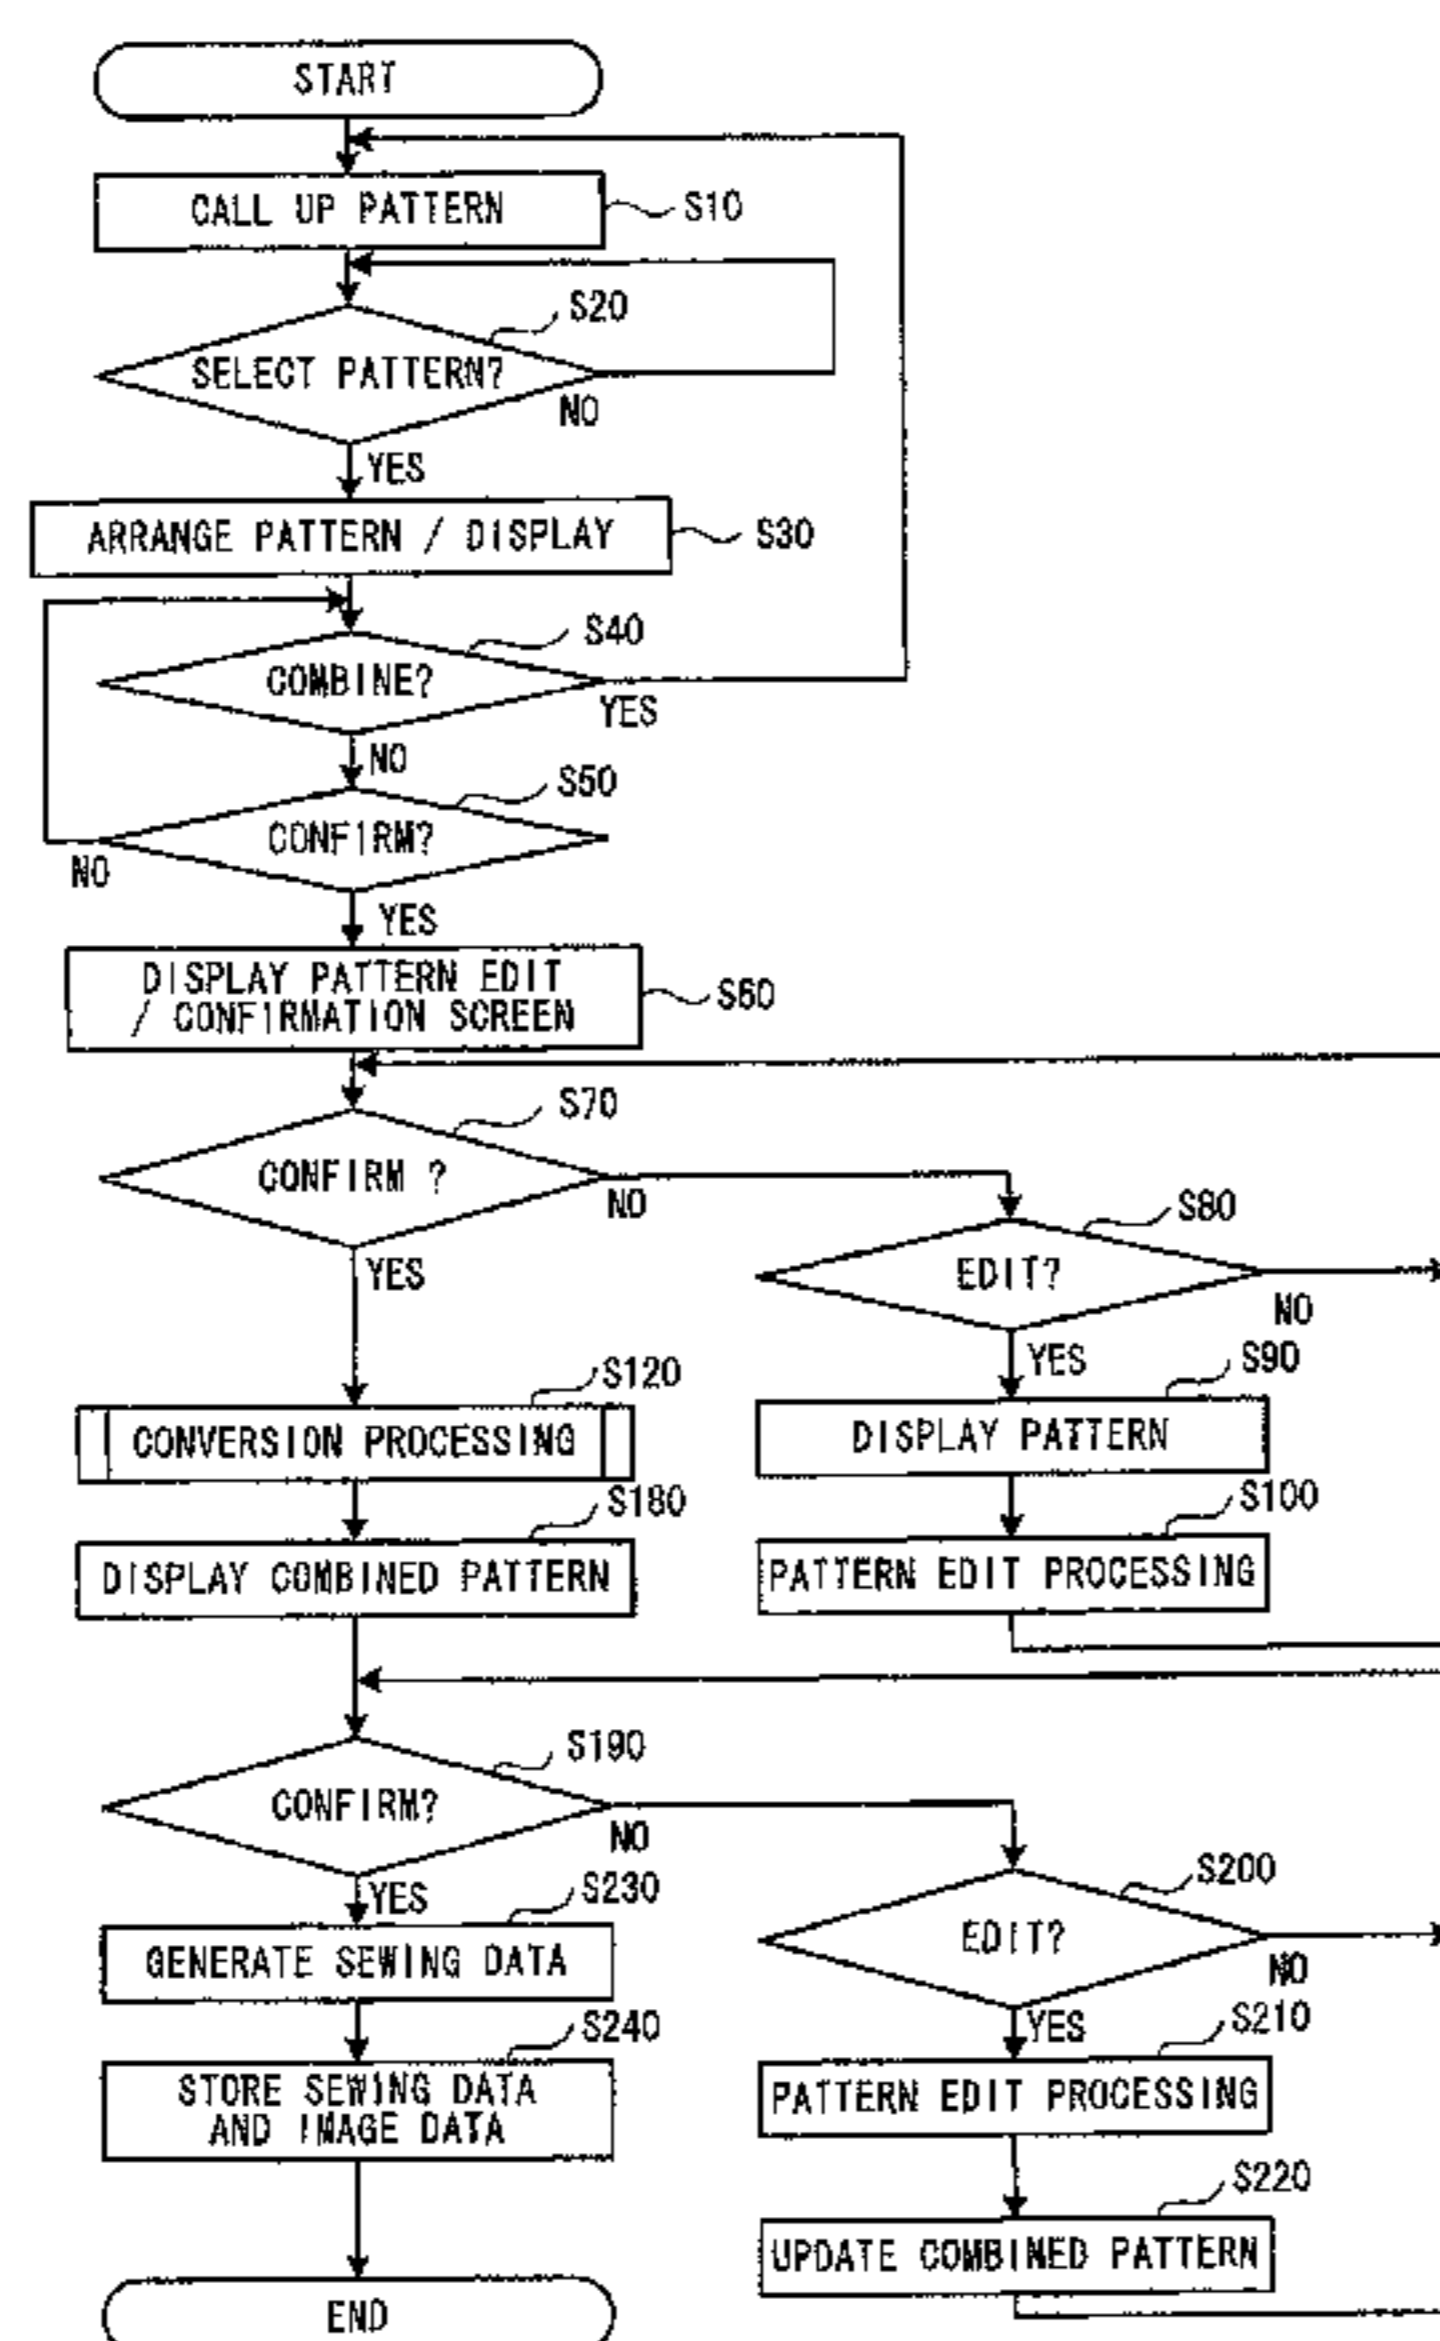 START
CALL UP PATTERN
S10
S20
SELECT PATTERN?
NO
YES
ARRANGE PATTERN / DISPLAY
S30
S40
COMBINE?
YES
NO
S50
CONFIRM?
NO
YES
DISPLAY PATTERN EDIT
/ CONFIRMATION SCREEN
S60
S70
CONFIRM ?
NO
YES
S80
EDIT?
NO
YES
S90
DISPLAY PATTERN
S100
PATTERN EDIT PROCESSING
S120
CONVERSION PROCESSING
S180
DISPLAY COMBINED PATTERN
S190
CONFIRM?
NO
YES
S200
EDIT?
NO
YES
S210
PATTERN EDIT PROCESSING
S220
UPDATE COMBINED PATTERN
S230
GENERATE SEWING DATA
S240
STORE SEWING DATA
AND IMAGE DATA
END